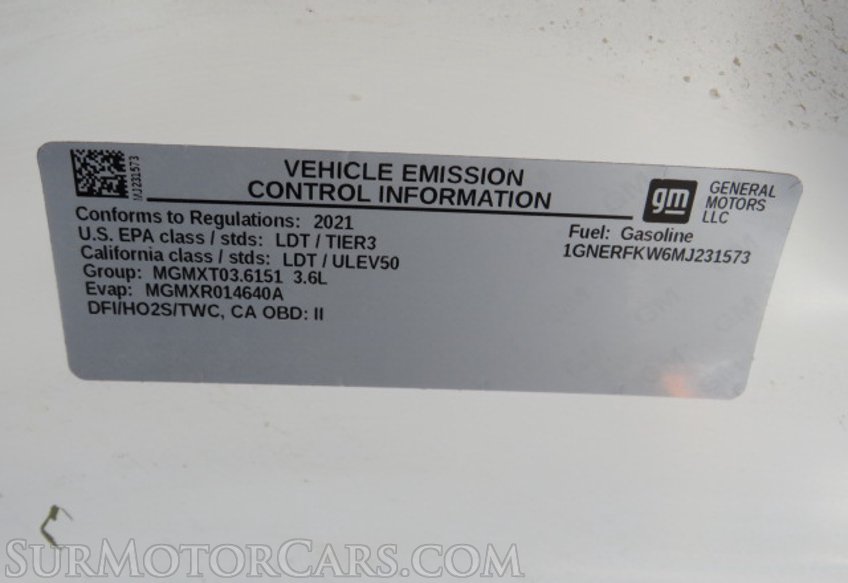 MJ231573
VEHICLE EMISSION
CONTROL INFORMATION
gm
GENERAL
MOTORS
LLC
Conforms to Regulations: 2021
U.S. EPA class / stds: LDT / TIER3
California class / stds: LDT / ULEV50
Group: MGMXT03.6151 3.6L
Evap: MGMXR014640A
DFI/HO2S/TWC, CA OBD: II
Fuel: Gasoline
1GNERFKW6MJ231573
SURMOTORCARS.COM